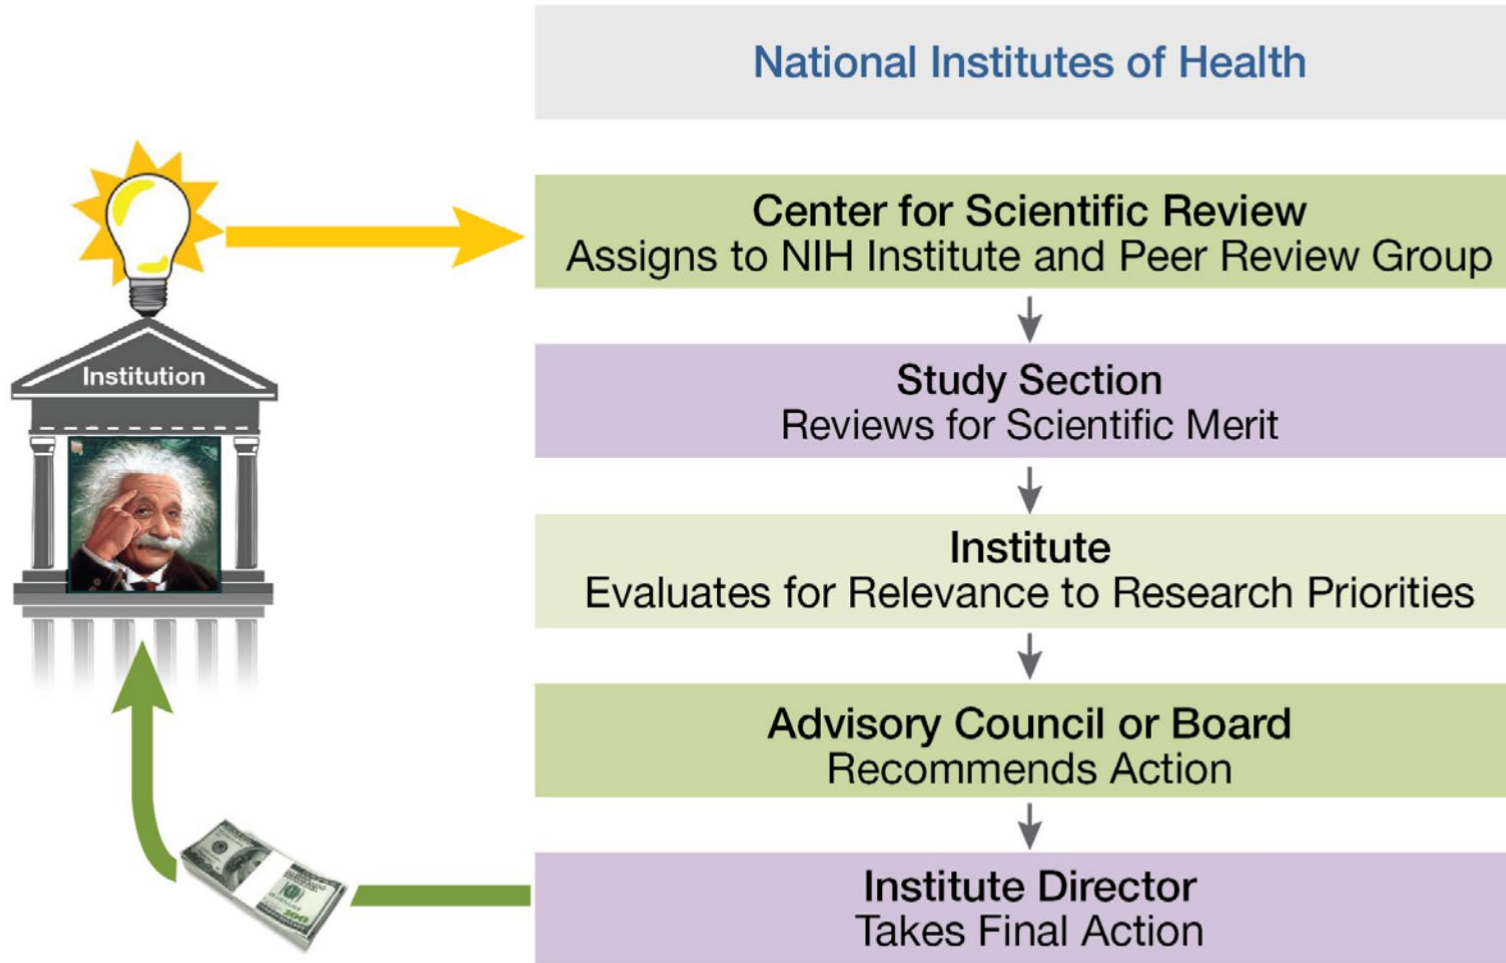 National Institutes of Health
Center for Scientific Review
Assigns to NIH Institute and Peer Review Group
Institution
Study Section
Reviews for Scientific Merit
Institute
Evaluates for Relevance to Research Priorities
Advisory Council or Board
Recommends Action
Institute Director
Takes Final Action
100